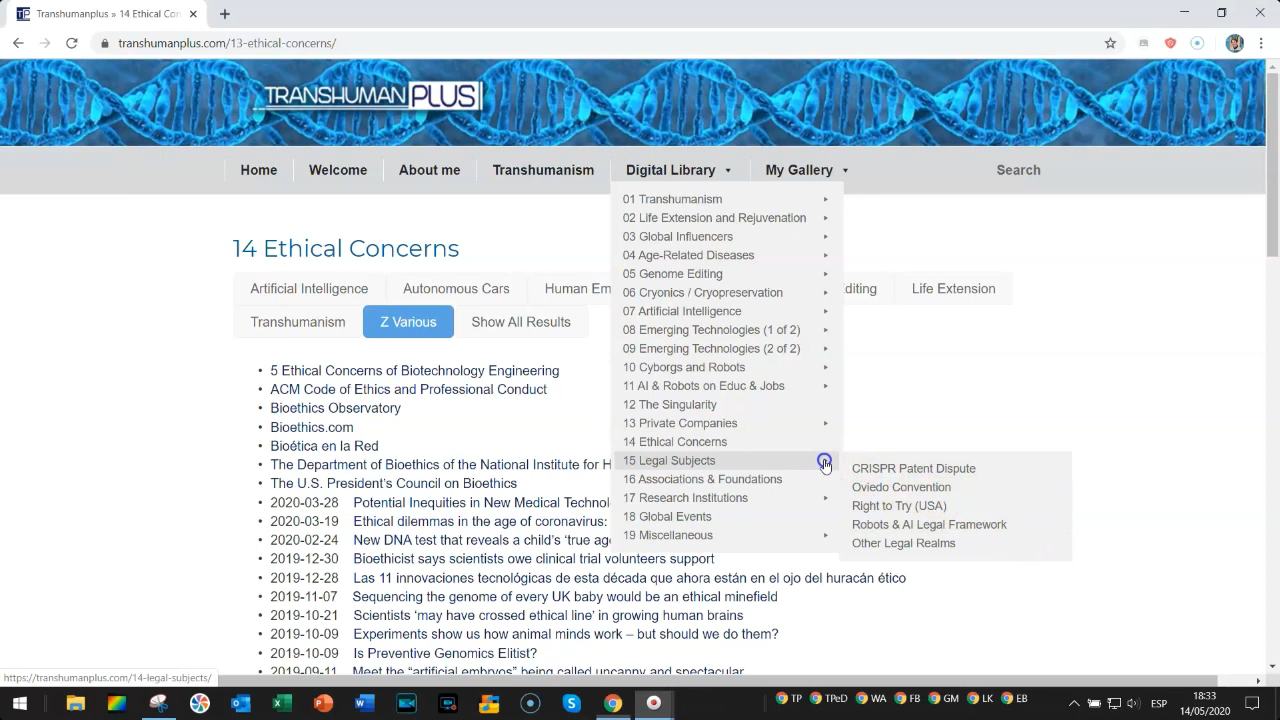 Transhumanplus » 14 Ethical Con
transhumanplus.com/13-ethical-concerns/
TRANSHUMAN PLUS
Home Welcome About me Transhumanism Digital Library My Gallery Search
14 Ethical Concerns
Artificial Intelligence Autonomous Cars Human Em diting Life Extension
Transhumanism Z Various Show All Results
5 Ethical Concerns of Biotechnology Engineering
ACM Code of Ethics and Professional Conduct
Bioethics Observatory
Bioethics.com
Bioética en la Red
The Department of Bioethics of the National Institute for H
The U.S. President's Council on Bioethics
2020-03-28 Potential Inequities in New Medical Technol
2020-03-19 Ethical dilemmas in the age of coronavirus:
2020-02-24 New DNA test that reveals a child's 'true ag
2019-12-30 Bioethicist says scientists owe clinical trial volunteers support
2019-12-28 Las 11 innovaciones tecnológicas de esta década que ahora están en el ojo del huracán ético
2019-11-07 Sequencing the genome of every UK baby would be an ethical minefield
2019-10-21 Scientists 'may have crossed ethical line' in growing human brains
2019-10-09 Experiments show us how animal minds work – but should we do them?
2019-10-09 Is Preventive Genomics Elitist?
2019-09-11 Meet the "artificial embryos" being called uncanny and spectacular
01 Transhumanism
02 Life Extension and Rejuvenation
03 Global Influencers
04 Age-Related Diseases
05 Genome Editing
06 Cryonics / Cryopreservation
07 Artificial Intelligence
08 Emerging Technologies (1 of 2)
09 Emerging Technologies (2 of 2)
10 Cyborgs and Robots
11 AI & Robots on Educ & Jobs
12 The Singularity
13 Private Companies
14 Ethical Concerns
15 Legal Subjects
16 Associations & Foundations
17 Research Institutions
18 Global Events
19 Miscellaneous
CRISPR Patent Dispute
Oviedo Convention
Right to Try (USA)
Robots & AI Legal Framework
Other Legal Realms
https://transhumanplus.com/14-legal-subjects/
TP TPeD WA FB GM LK EB
ESP
18:33
14/05/2020